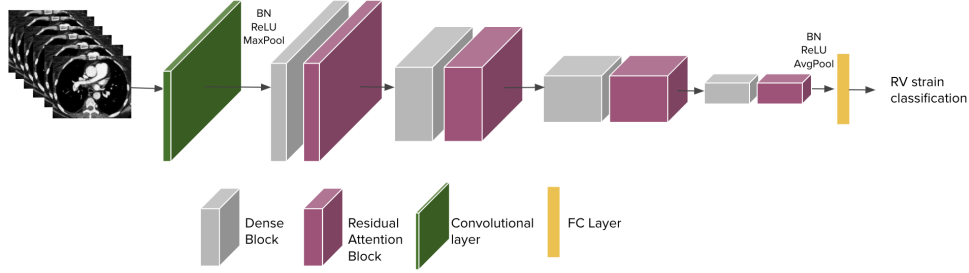 BN
ReLU
MaxPool
BN
ReLU
AvgPool
RV strain
classification
Dense
Block
Residual
Attention
Block
Convolutional
layer
FC Layer